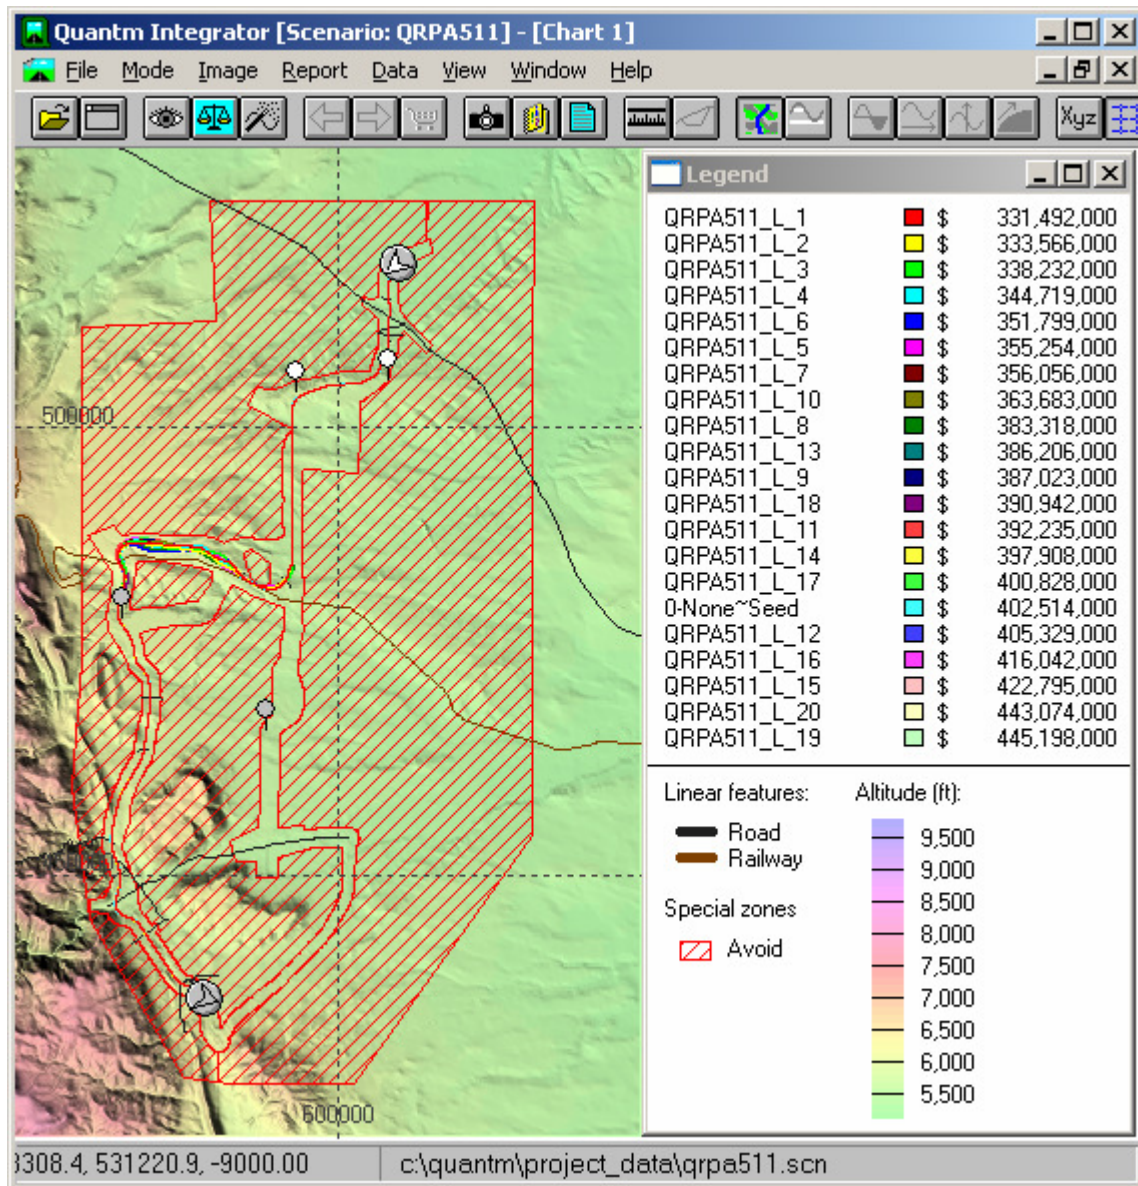 Quantm Integrator [Scenario: QRPA511] - [Chart 1]
File Mode Image Report Data View Window Help
Xyz
Legend
QRPA511_L_1 $ 331,492,000
QRPA511_L_2 $ 333,566,000
QRPA511_L_3 $ 338,232,000
QRPA511_L_4 $ 344,719,000
QRPA511_L_6 $ 351,799,000
QRPA511_L_5 $ 355,254,000
QRPA511_L_7 $ 356,056,000
QRPA511_L_10 $ 363,683,000
QRPA511_L_8 $ 383,318,000
QRPA511_L_13 $ 386,206,000
QRPA511_L_9 $ 387,023,000
QRPA511_L_18 $ 390,942,000
QRPA511_L_11 $ 392,235,000
QRPA511_L_14 $ 397,908,000
QRPA511_L_17 $ 400,828,000
0-None~Seed $ 402,514,000
QRPA511_L_12 $ 405,329,000
QRPA511_L_16 $ 416,042,000
QRPA511_L_15 $ 422,795,000
QRPA511_L_20 $ 443,074,000
QRPA511_L_19 $ 445,198,000
500000
600000
Linear features:
Road
Railway
Special zones
Avoid
Altitude (ft):
9,500
9,000
8,500
8,000
7,500
7,000
6,500
6,000
5,500
3308.4, 531220.9, -9000.00
c:\quantm\project_data\qrpa511.scn